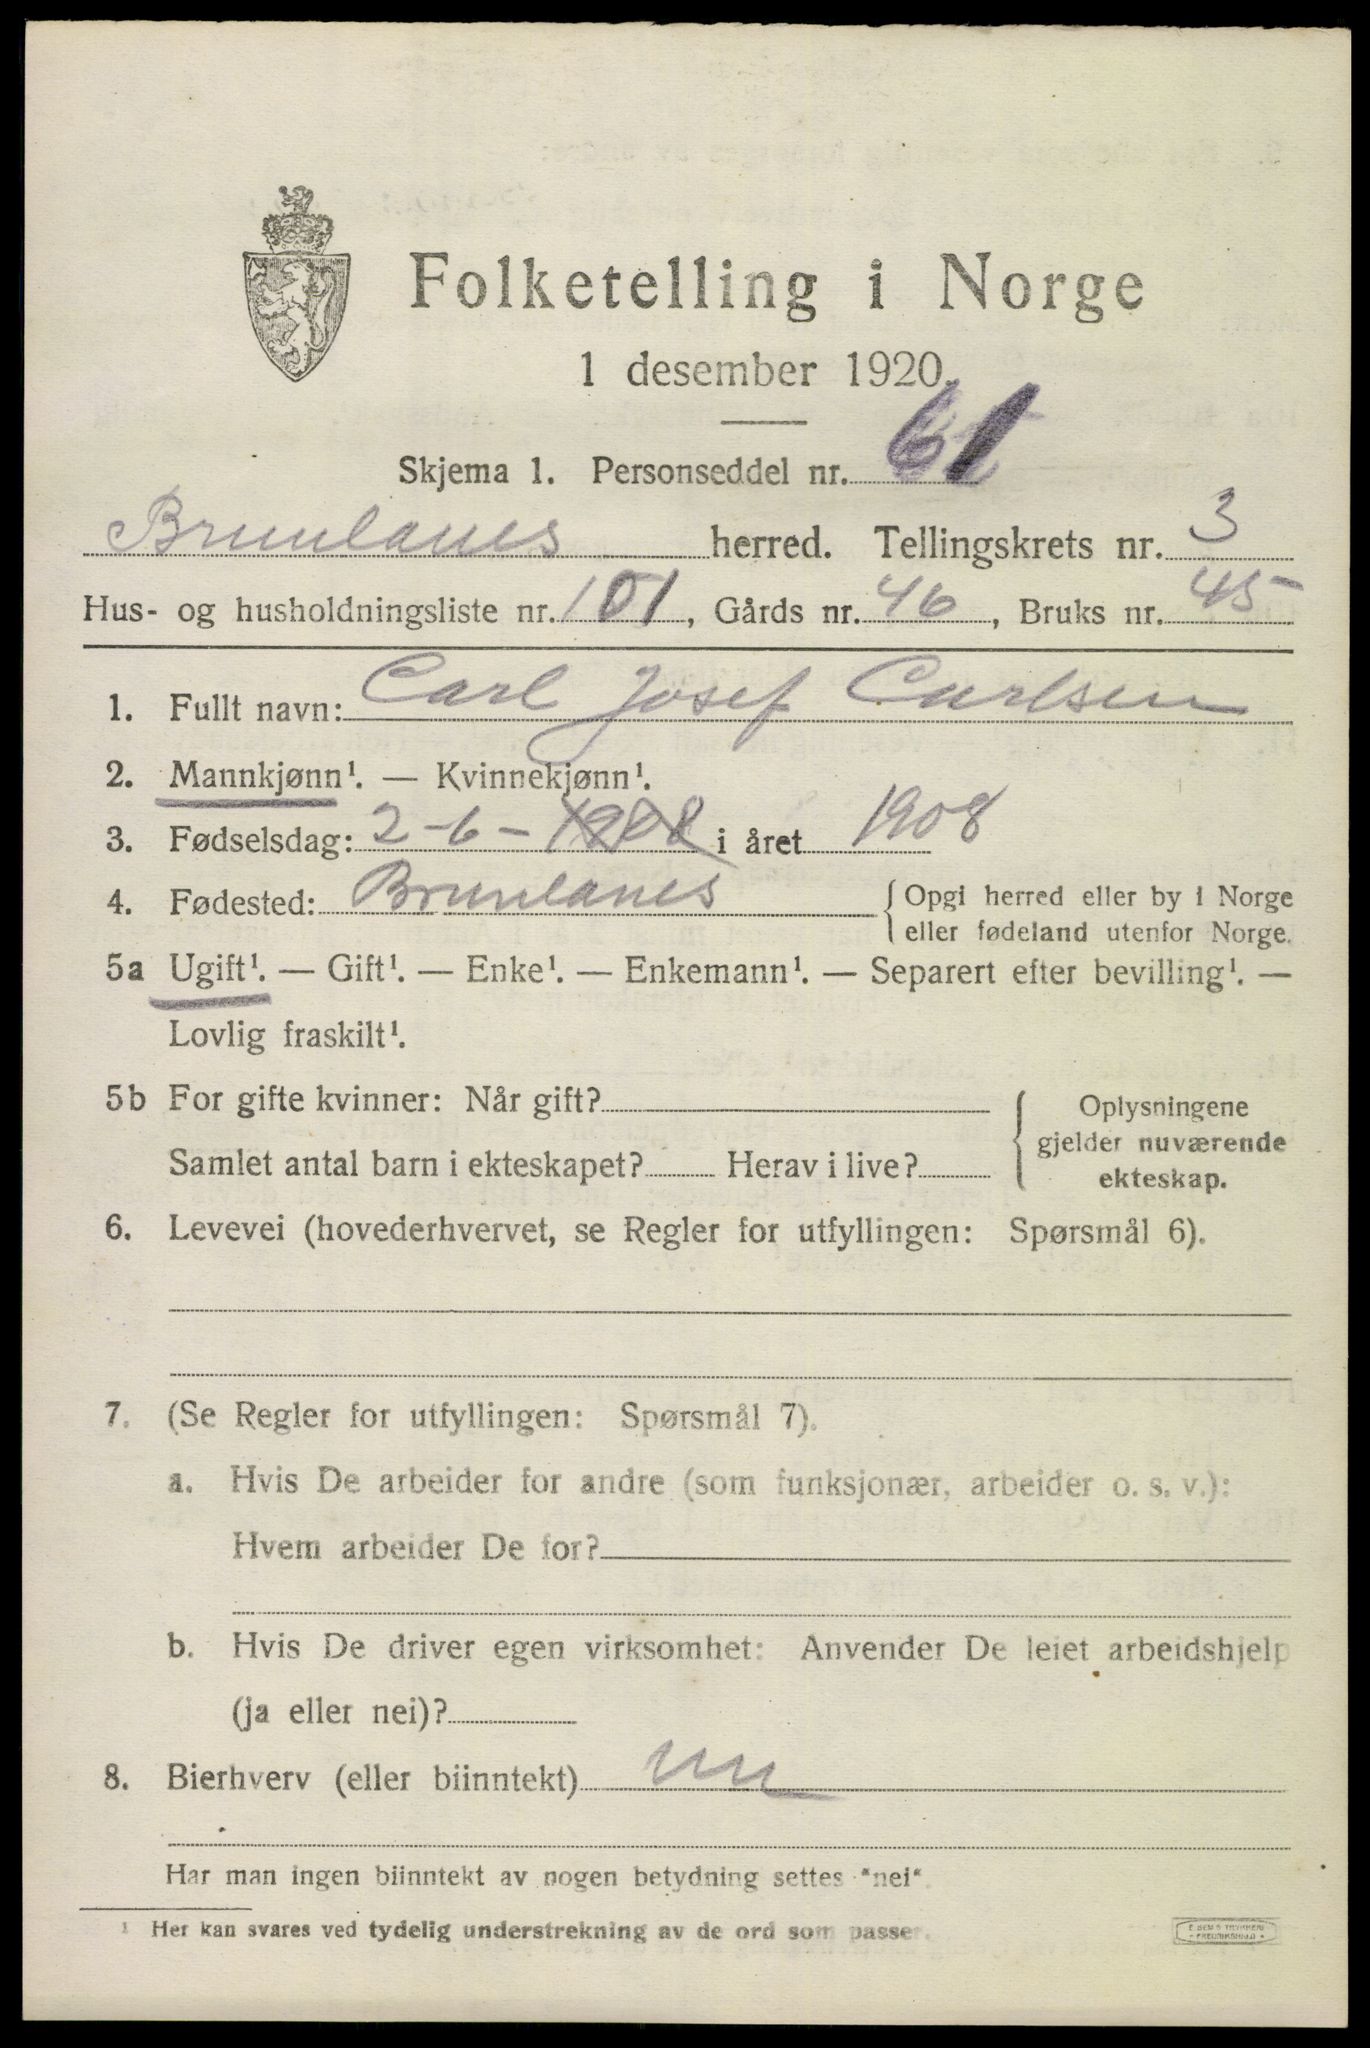 Folketelling i Norge
1 desember 1920.
Skjema 1. Personseddel nr.
Brunlanes herred. Tellingskrets nr. 3
Hus- og husholdningsliste nr. 101, Gårds nr. 46, Bruks nr. 45
1. Fullt navn: Carl Josef Carlsen
2. Mannkjønn¹. — Kvinnekjønn¹.
3. Fødselsdag: 2-6- 1908 i året 1908
4. Fødested: Brunlanes
Opgi herred eller by i Norge
eller fødeland utenfor Norge.
5a Ugift¹. — Gift¹. — Enke¹. — Enkemann¹. — Separert efter bevilling¹. —
Lovlig fraskilt¹.
5b For gifte kvinner: Når gift?
Samlet antal barn i ekteskapet? Herav i live?
Oplysningene
gjelder nuværende
ekteskap.
6. Levevei (hovederhvervet, se Regler for utfyllingen: Spørsmål 6).
7. (Se Regler for utfyllingen: Spørsmål 7).
a. Hvis De arbeider for andre (som funksjonær, arbeider o. s. v.):
Hvem arbeider De for?
b. Hvis De driver egen virksomhet: Anvender De leiet arbeidshjelp
(ja eller nei)?
8. Bierhverv (eller biinntekt) nei
Har man ingen biinntekt av nogen betydning settes "nei".
¹ Her kan svares ved tydelig understrekning av de ord som passer.